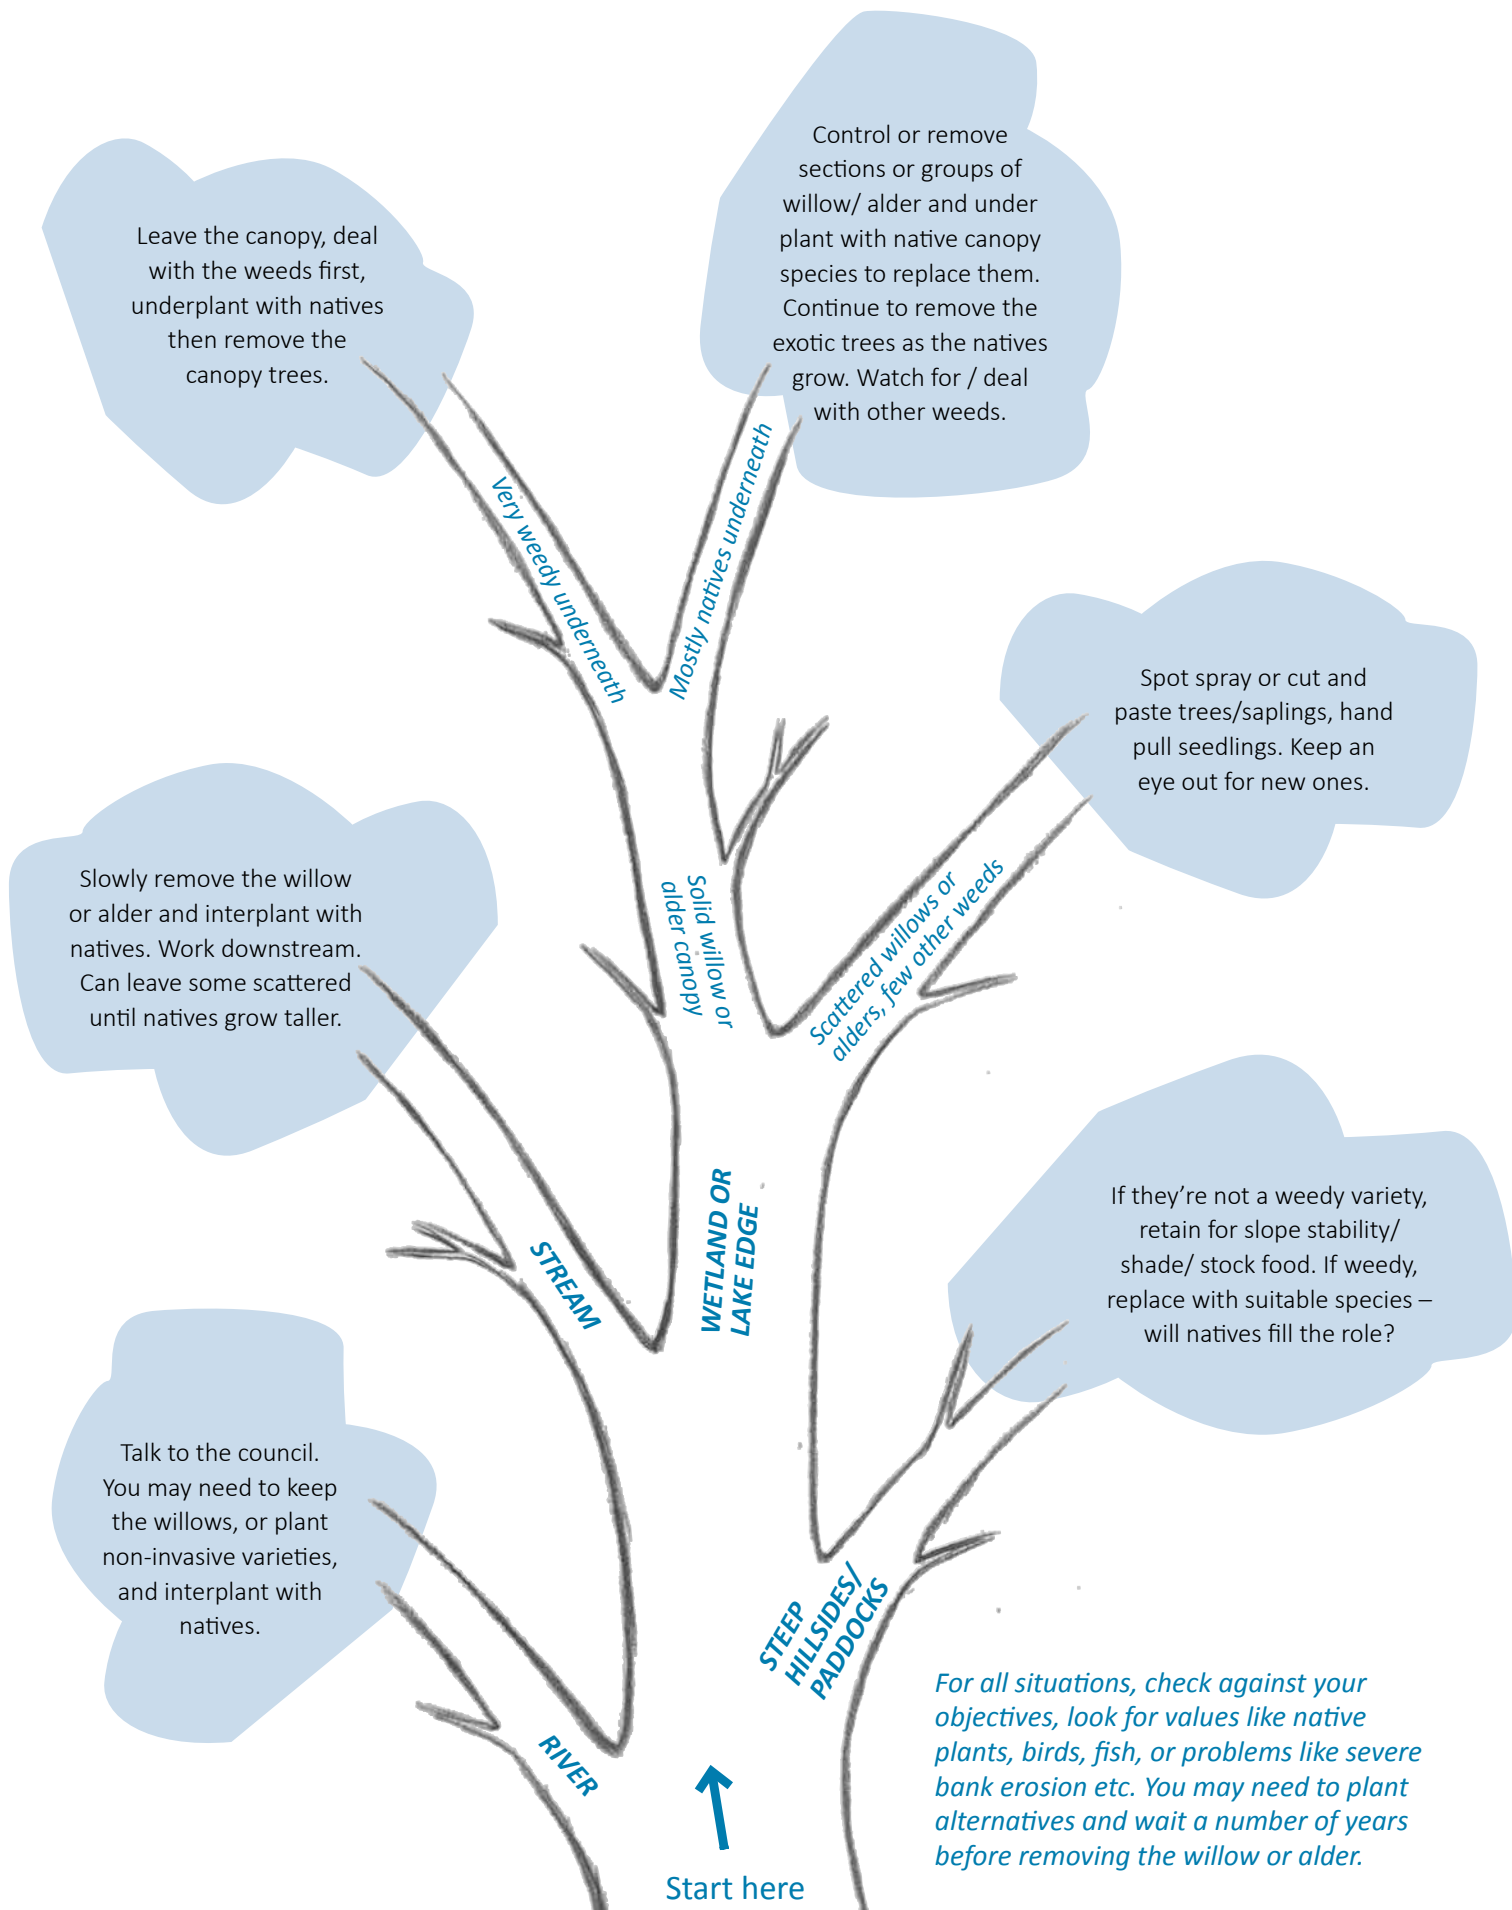 Control or remove
sections or groups of
willow/ alder and under
plant with native canopy
species to replace them.
Continue to remove the
exotic trees as the natives
grow. Watch for / deal
with other weeds.
Leave the canopy, deal
with the weeds first,
underplant with natives
then remove the
canopy trees.
Very weedy underneath
Mostly natives underneath
Spot spray or cut and
paste trees/saplings, hand
pull seedlings. Keep an
eye out for new ones.
Slowly remove the willow
or alder and interplant with
natives. Work downstream.
Can leave some scattered
until natives grow taller.
Solid willow or
alder canopy
Scattered willows or
alders, few other weeds
If they’re not a weedy variety,
retain for slope stability/
shade/ stock food. If weedy,
replace with suitable species –
will natives fill the role?
STREAM
WETLAND OR
LAKE EDGE
Talk to the council.
You may need to keep
the willows, or plant
non-invasive varieties,
and interplant with
natives.
STEEP
HILLSIDES/
PADDOCKS
RIVER
For all situations, check against your
objectives, look for values like native
plants, birds, fish, or problems like severe
bank erosion etc. You may need to plant
alternatives and wait a number of years
before removing the willow or alder.
Start here